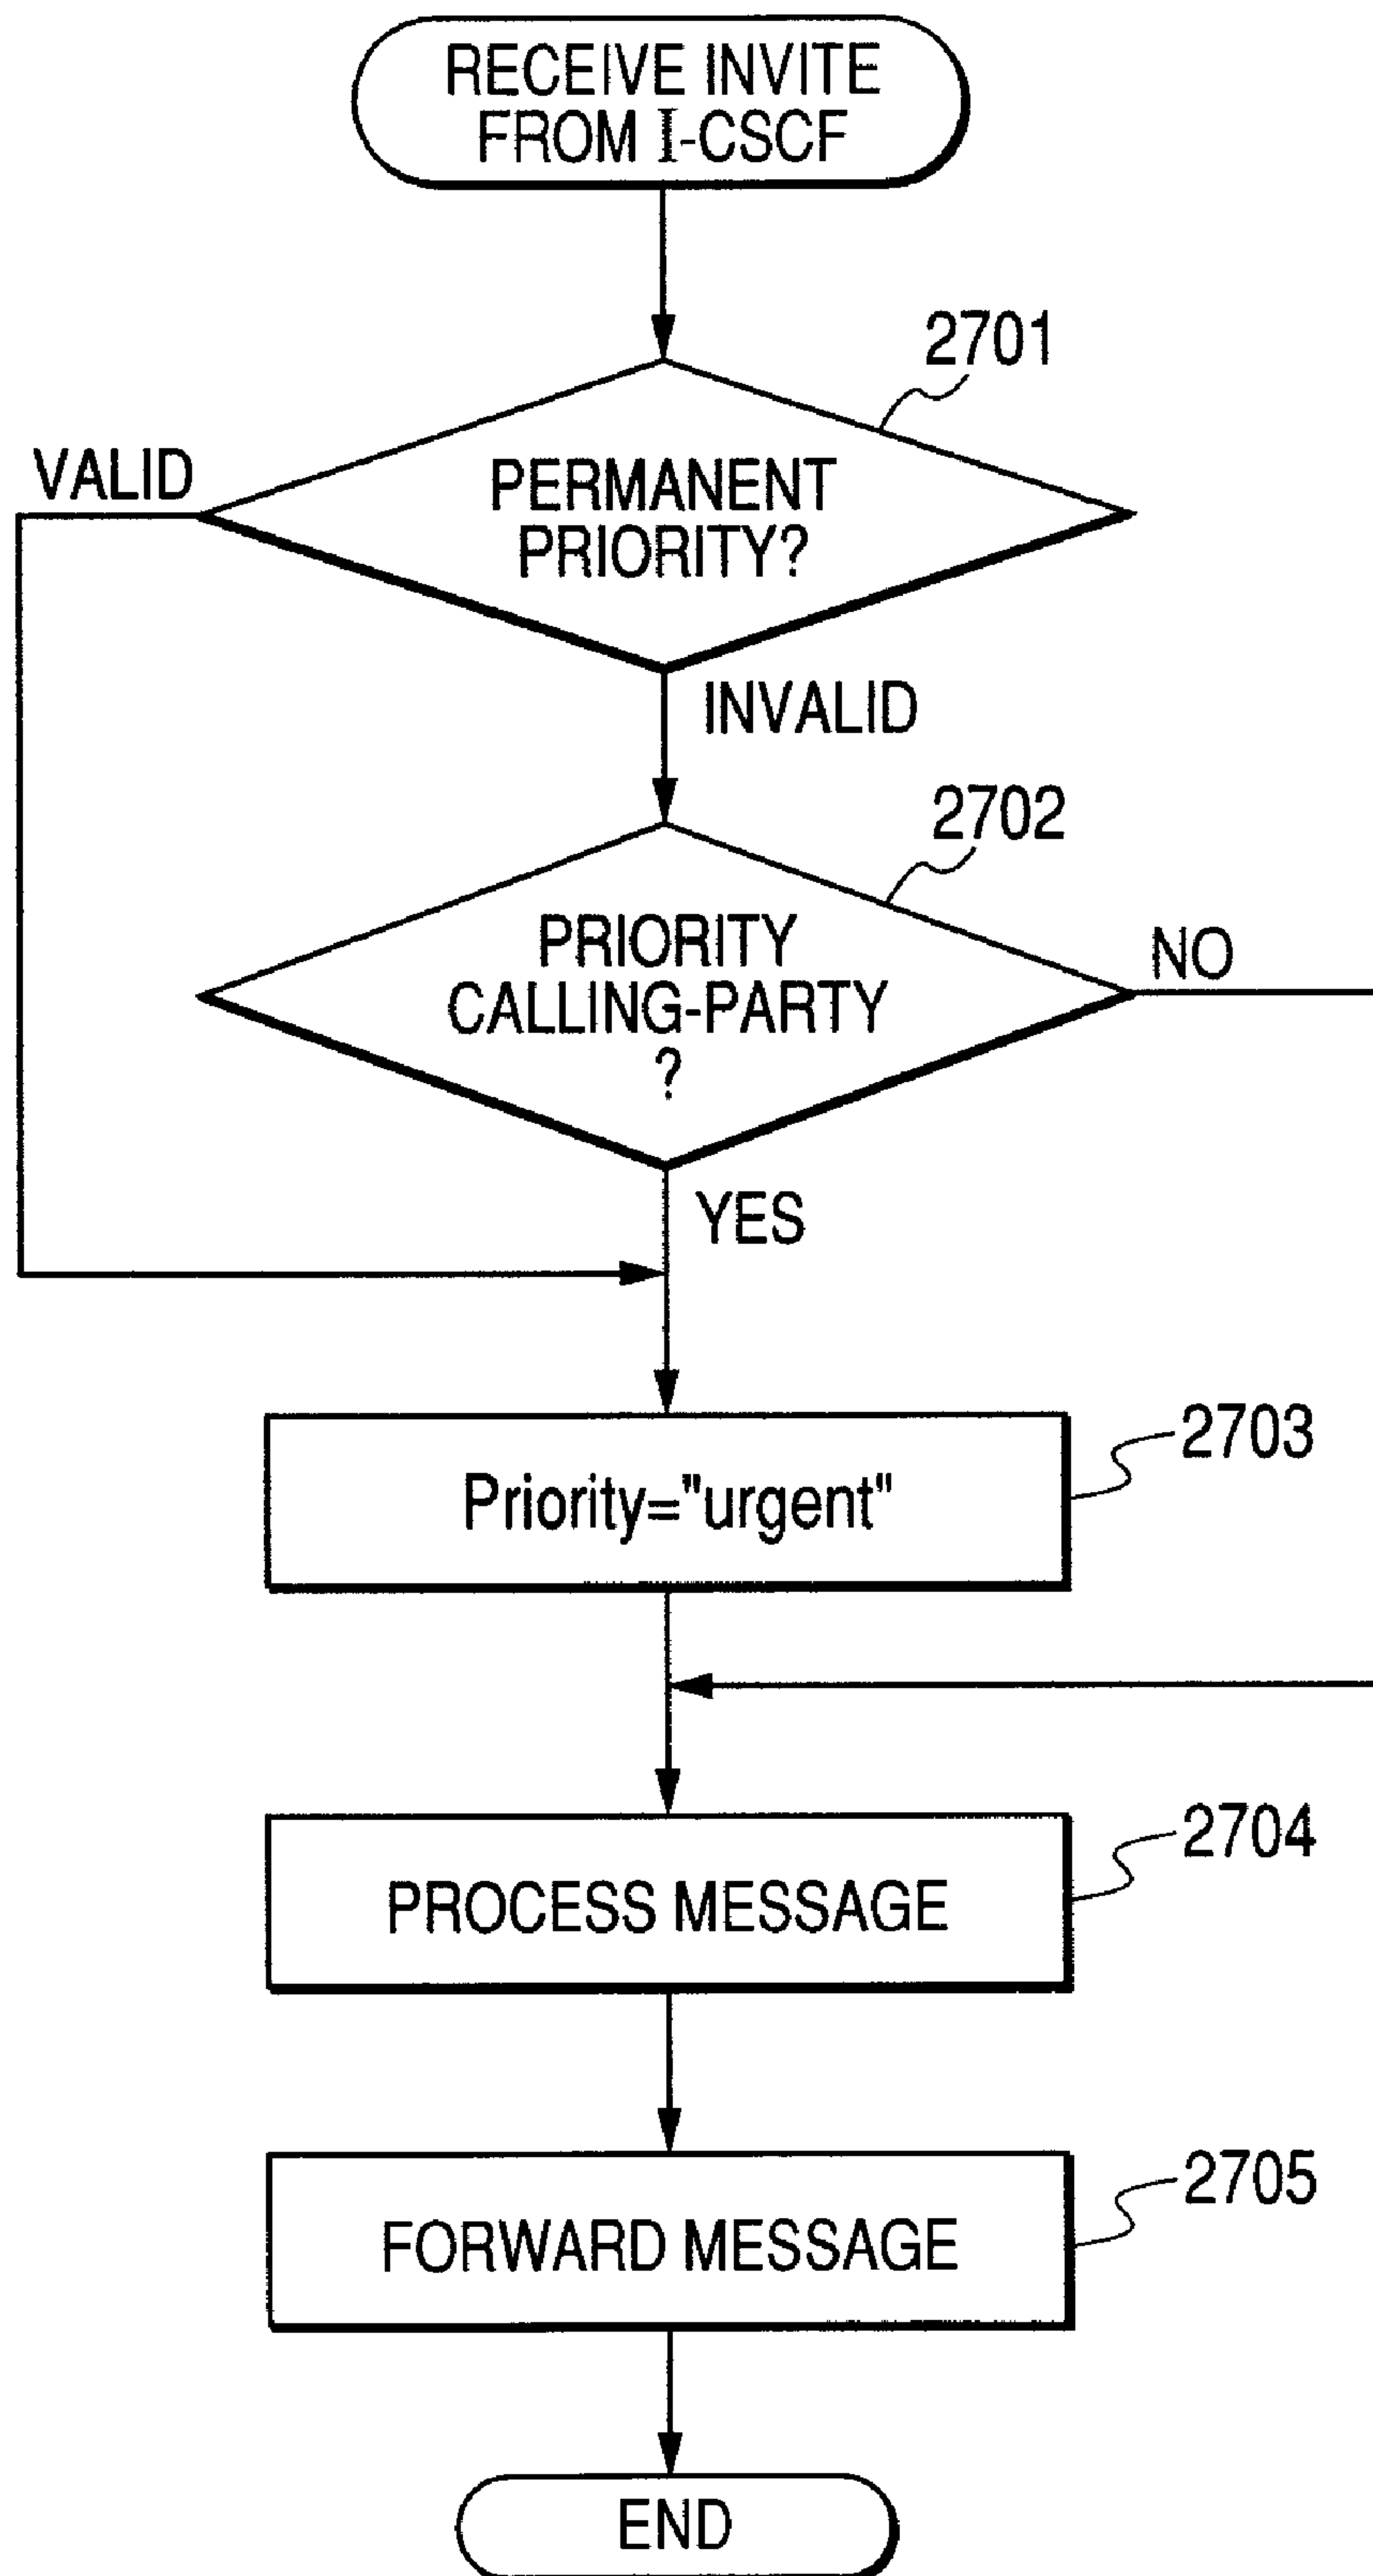 RECEIVE INVITE
FROM I-CSCF
2701
VALID
PERMANENT
PRIORITY?
INVALID
2702
PRIORITY
CALLING-PARTY
?
NO
YES
2703
Priority="urgent"
2704
PROCESS MESSAGE
2705
FORWARD MESSAGE
END